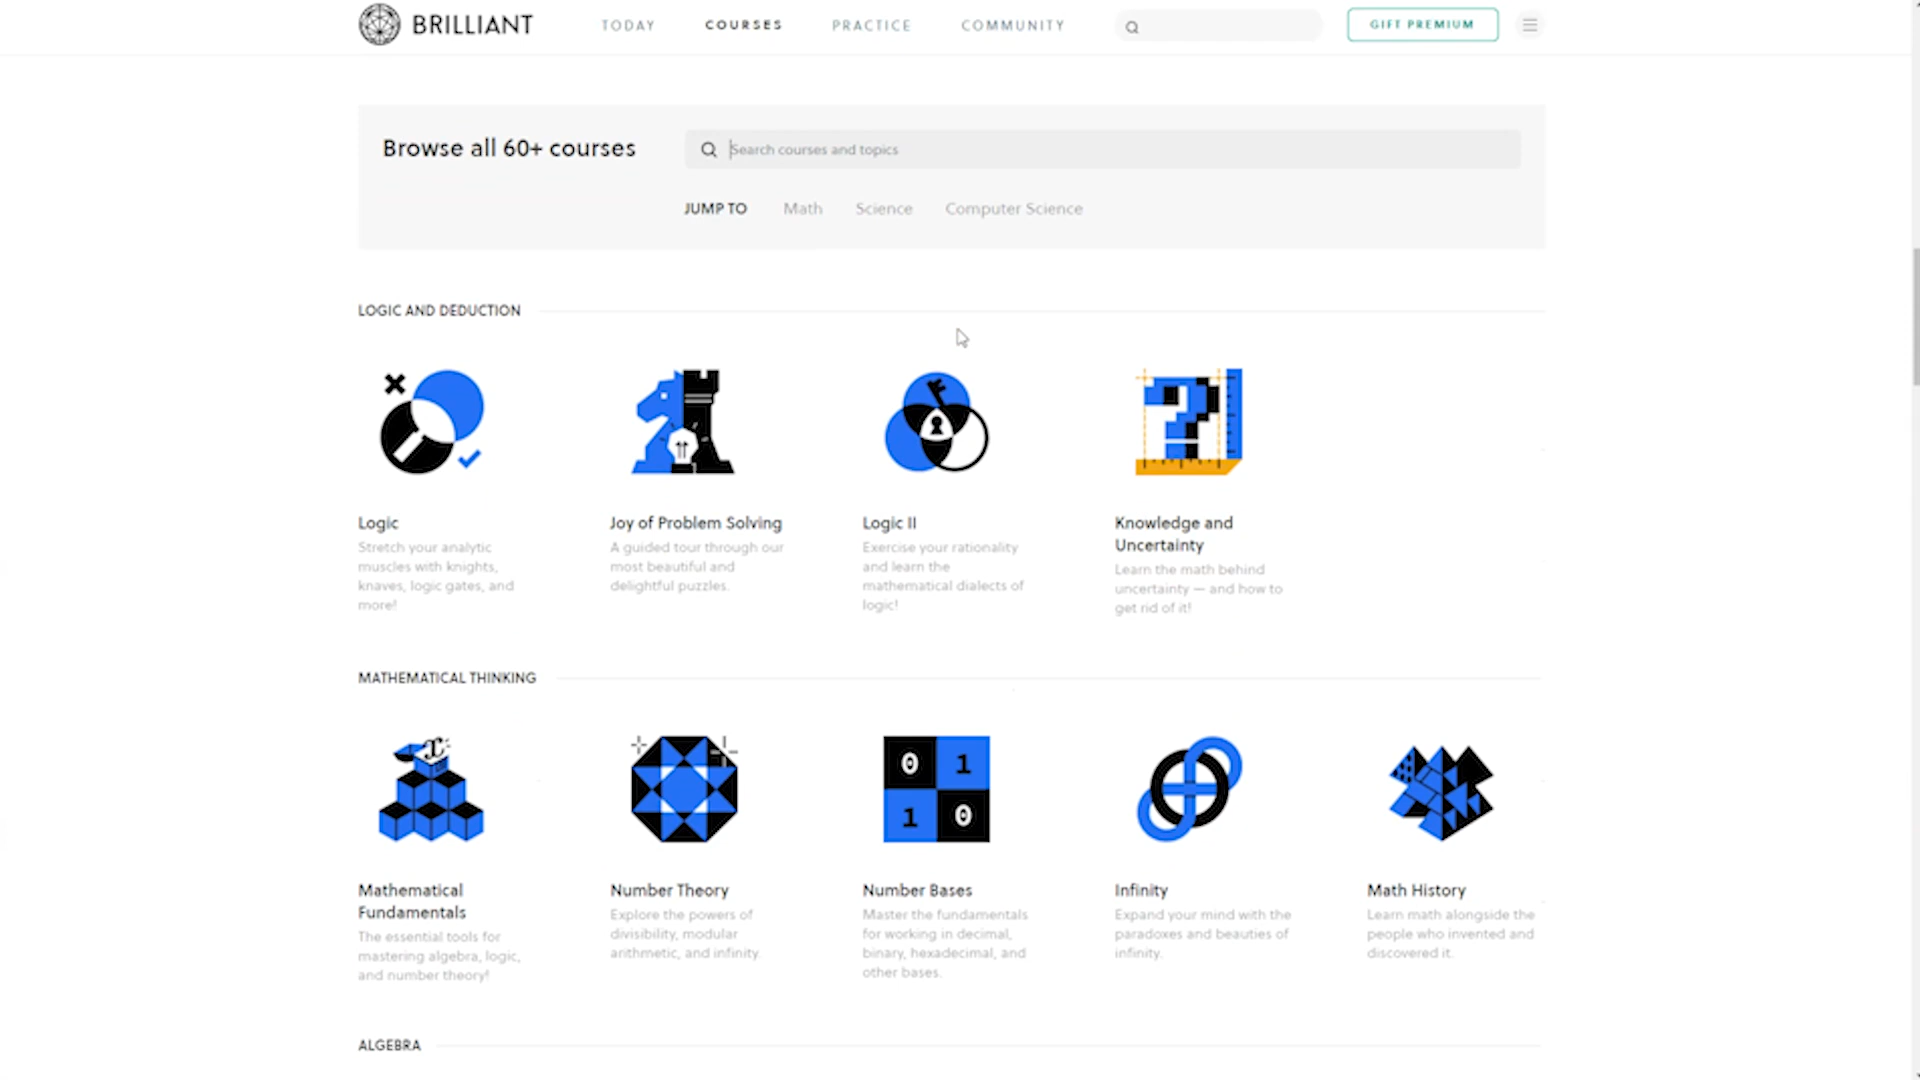 BRILLIANT
TODAY
COURSES
PRACTICE
COMMUNITY
GIFT PREMIUM
Browse all 60+ courses
Search courses and topics
JUMP TO
Math
Science
Computer Science
LOGIC AND DEDUCTION
Logic
Stretch your analytic
muscles with knights,
knaves, logic gates, and
more!
Joy of Problem Solving
A guided tour through our
most beautiful and
delightful puzzles.
Logic II
Exercise your rationality
and learn the
mathematical dialects of
logic!
Knowledge and
Uncertainty
Learn the math behind
uncertainty — and how to
get rid of it!
MATHEMATICAL THINKING
x
0 1
1 0
Mathematical
Fundamentals
The essential tools for
mastering algebra, logic,
and number theory!
Number Theory
Explore the powers of
divisibility, modular
arithmetic, and infinity.
Number Bases
Master the fundamentals
for working in decimal,
binary, hexadecimal, and
other bases.
Infinity
Expand your mind with the
paradoxes and beauties of
infinity.
Math History
Learn math alongside the
people who invented and
discovered it.
ALGEBRA